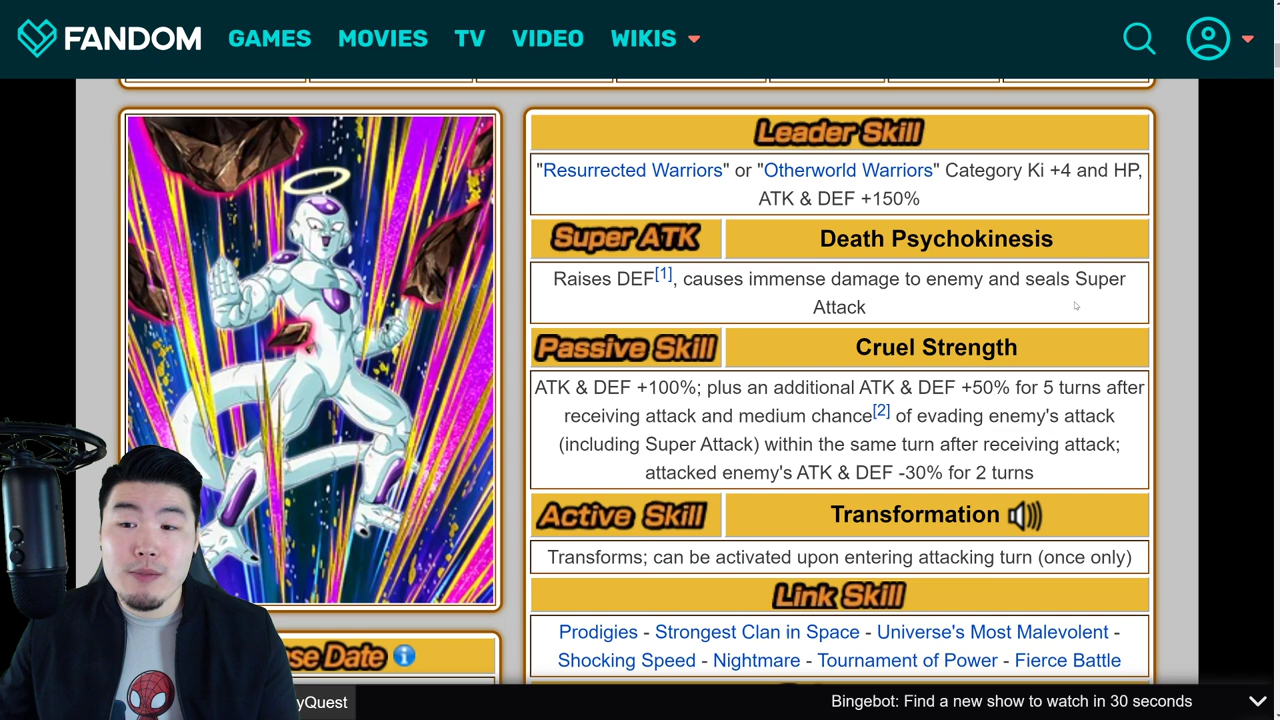 FANDOM GAMES MOVIES TV VIDEO WIKIS
Leader Skill
"Resurrected Warriors" or "Otherworld Warriors" Category Ki +4 and HP,
ATK & DEF +150%
Super ATK Death Psychokinesis
Raises DEF[1], causes immense damage to enemy and seals Super
Attack
Passive Skill Cruel Strength
ATK & DEF +100%; plus an additional ATK & DEF +50% for 5 turns after
receiving attack and medium chance[2] of evading enemy's attack
(including Super Attack) within the same turn after receiving attack;
attacked enemy's ATK & DEF -30% for 2 turns
Active Skill Transformation
Transforms; can be activated upon entering attacking turn (once only)
Link Skill
Prodigies - Strongest Clan in Space - Universe's Most Malevolent -
Shocking Speed - Nightmare - Tournament of Power - Fierce Battle
se Date i
yQuest
Bingebot: Find a new show to watch in 30 seconds